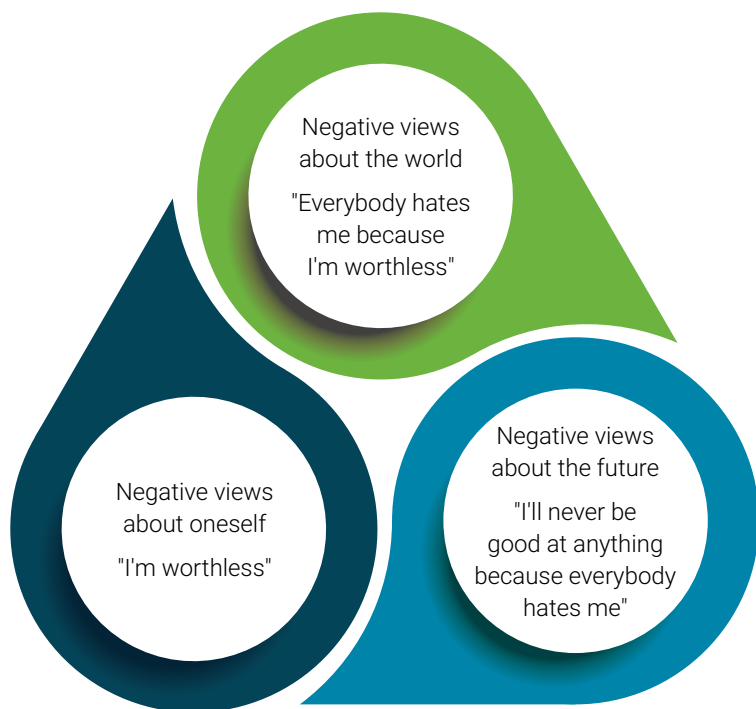 Negative views
about the world
"Everybody hates
me because
I'm worthless"
Negative views
about oneself
"I'm worthless"
Negative views
about the future
"I'll never be
good at anything
because everybody
hates me"